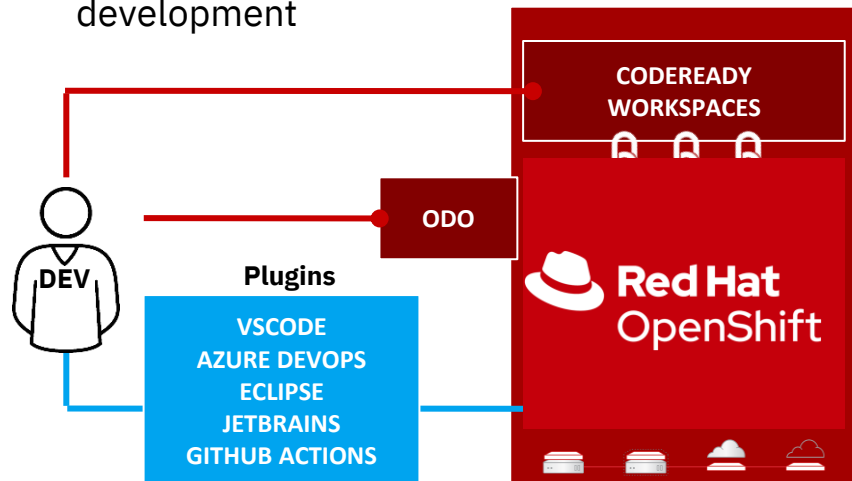 development
CODEREADY
WORKSPACES
ODO
DEV
Plugins
VSCODE
AZURE DEVOPS
ECLIPSE
JETBRAINS
GITHUB ACTIONS
Red Hat
OpenShift